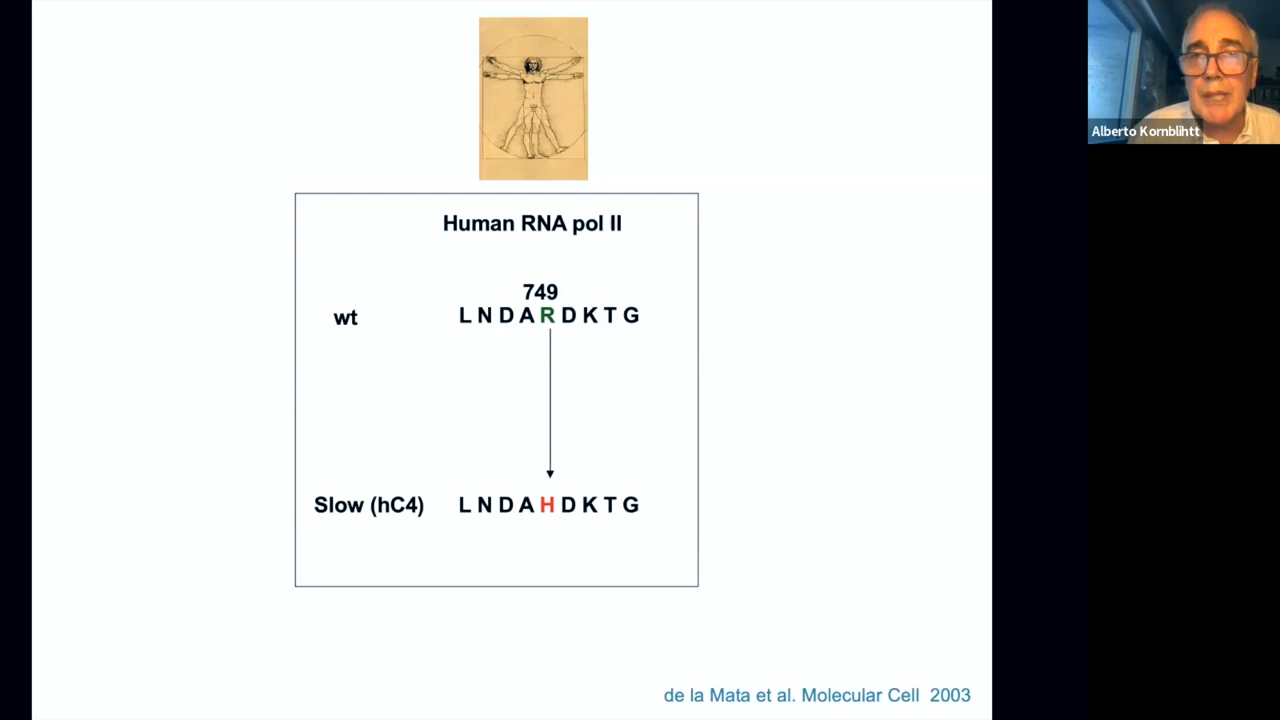 Human RNA pol II
749
wt L N D A R D K T G
Slow (hC4) L N D A H D K T G
de la Mata et al. Molecular Cell 2003
Alberto Kornblihtt